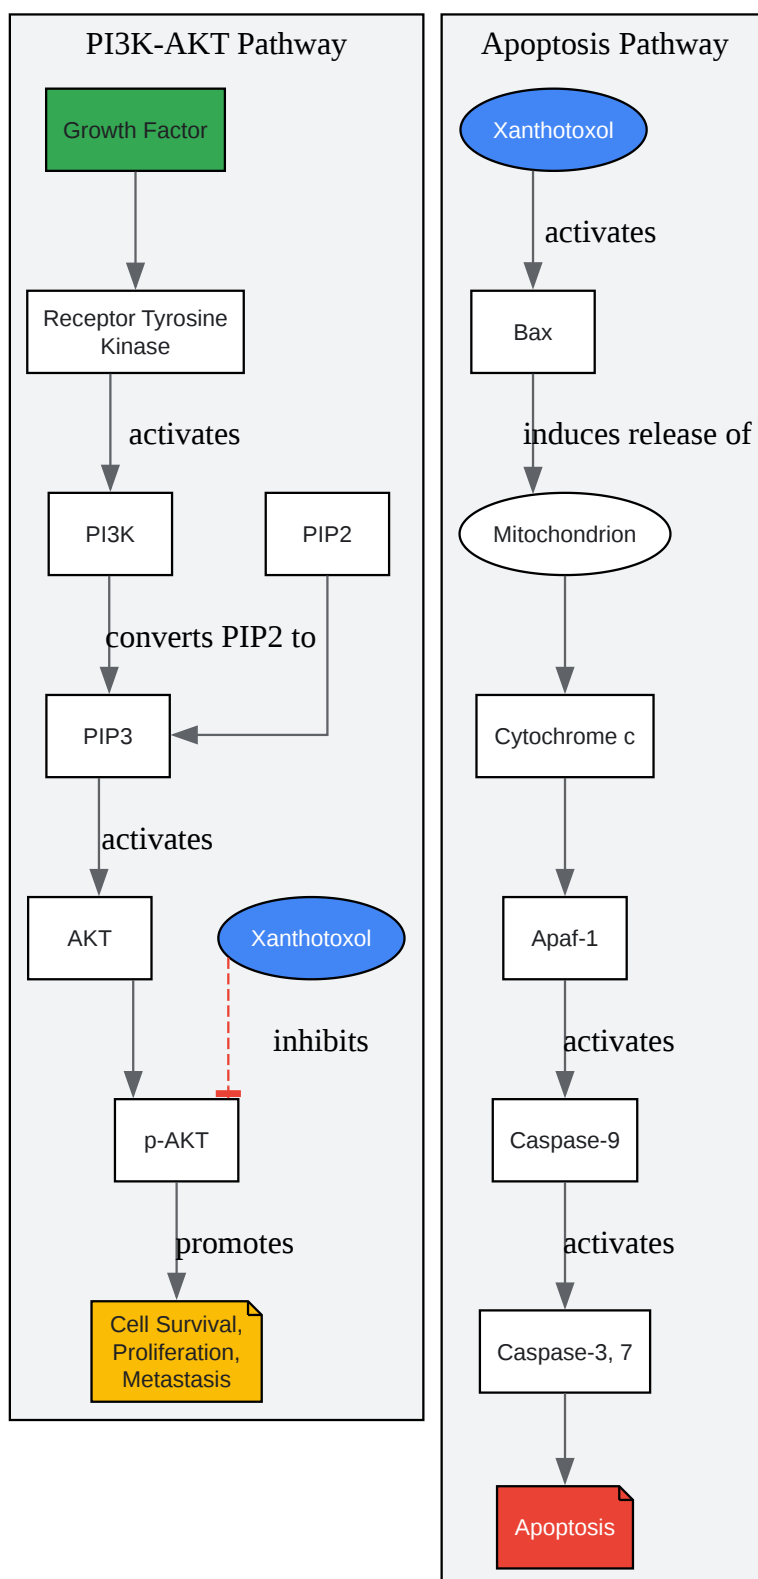 PI3K-AKT Pathway
Growth Factor
Receptor Tyrosine
Kinase
activates
PI3K
PIP2
converts PIP2 to
PIP3
activates
AKT
Xanthotoxol
inhibits
p-AKT
promotes
Cell Survival,
Proliferation,
Metastasis
Apoptosis Pathway
Xanthotoxol
activates
Bax
induces release of
Mitochondrion
Cytochrome c
Apaf-1
activates
Caspase-9
activates
Caspase-3, 7
Apoptosis